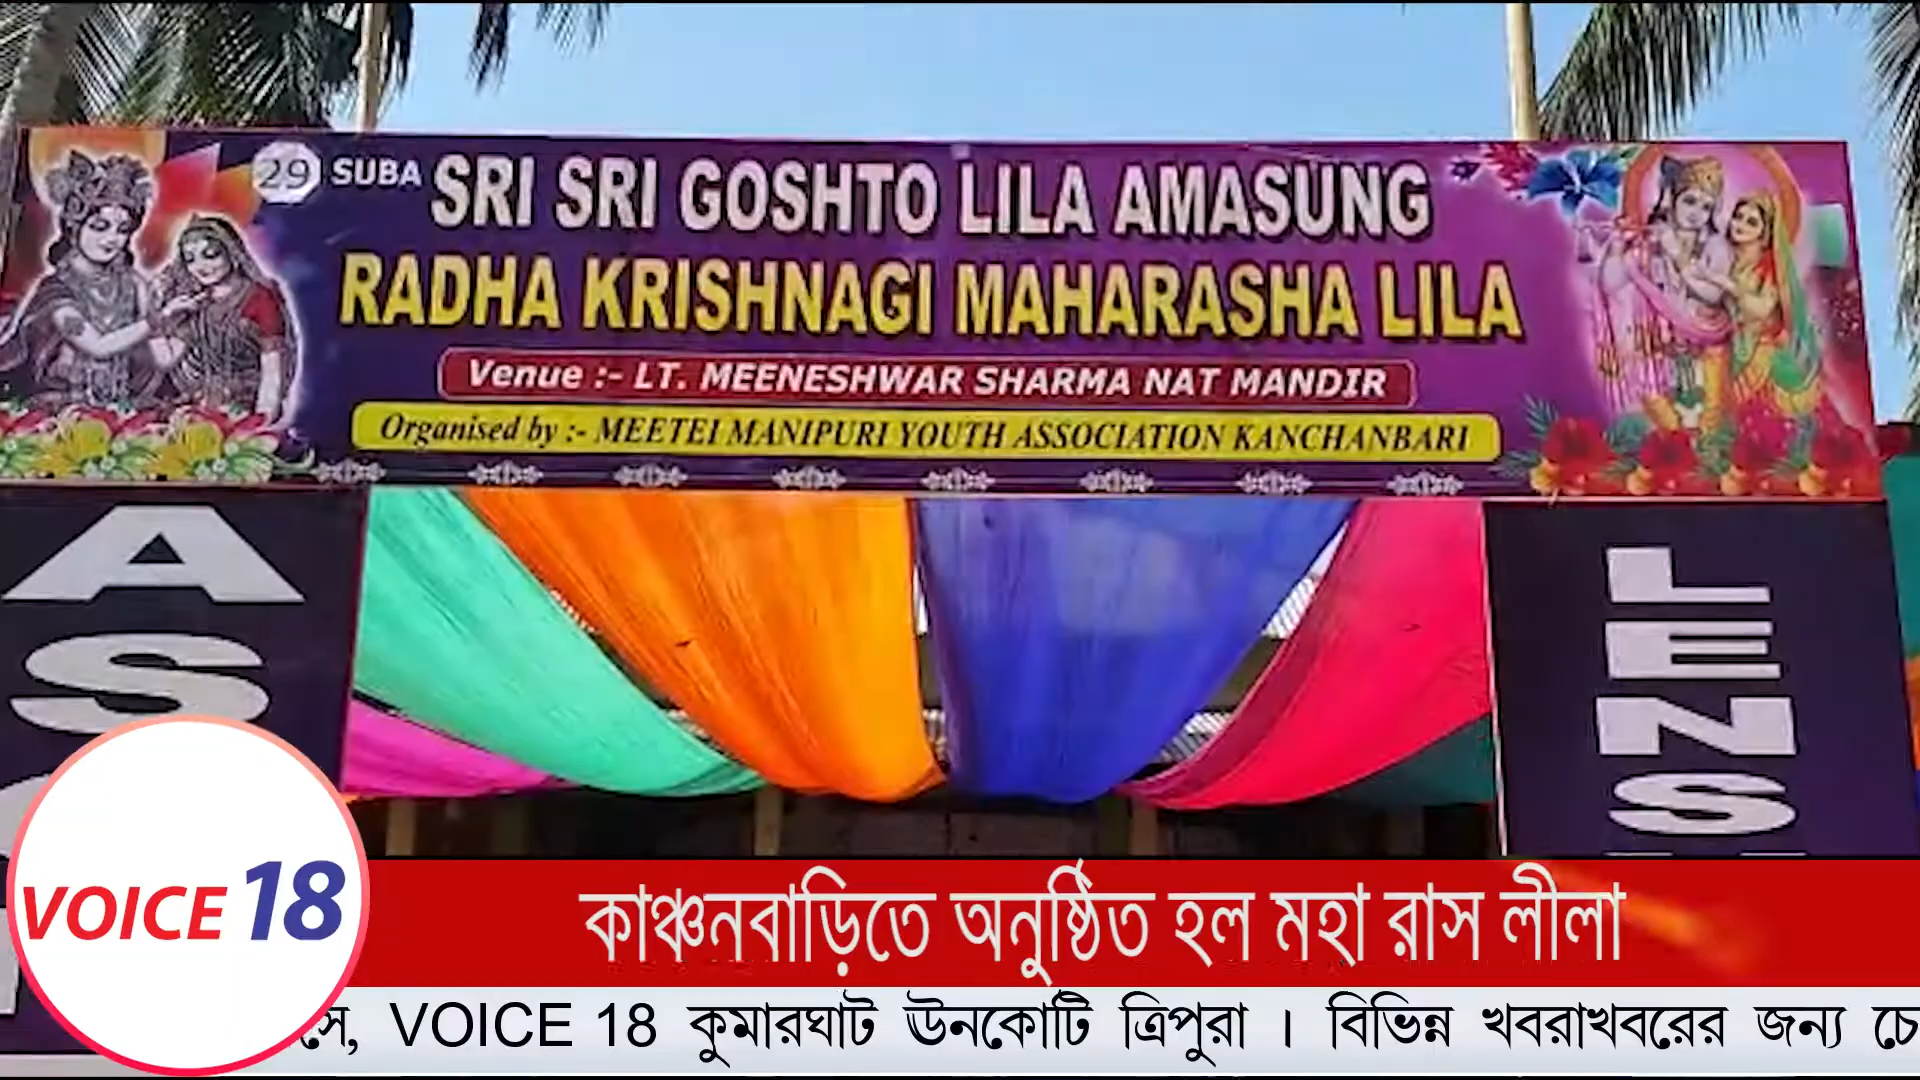 29 SUBA SRI SRI GOSHTO LILA AMASUNG
RADHA KRISHNAGI MAHARASHA LILA
Venue :- LT. MEENESHWAR SHARMA NAT MANDIR
Organised by :- MEETEI MANIPURI YOUTH ASSOCIATION KANCHANBARI
LENS
VOICE 18
কাঞ্চনবাড়িতে অনুষ্ঠিত হল মহা রাস লীলা
VOICE 18 কুমারঘাট ঊনকোটি ত্রিপুরা । বিভিন্ন খবরাখবরের জন্য